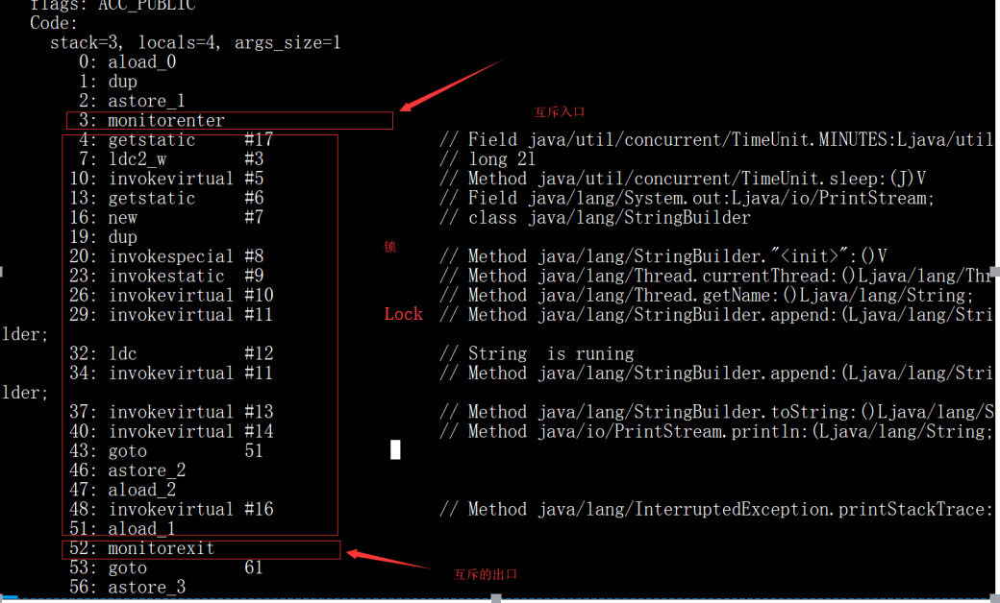 flags: ACC_PUBLIC
Code:
stack=3, locals=4, args_size=1
0: aload_0
1: dup
2: astore_1
3: monitorenter
互斥入口
4: getstatic #17 // Field java/util/concurrent/TimeUnit.MINUTES:Ljava/util
7: ldc2_w #3 // long 2l
10: invokevirtual #5 // Method java/util/concurrent/TimeUnit.sleep:(J)V
13: getstatic #6 // Field java/lang/System.out:Ljava/io/PrintStream;
16: new #7 // class java/lang/StringBuilder
19: dup
锁
20: invokespecial #8 // Method java/lang/StringBuilder."<init>":()V
23: invokestatic #9 // Method java/lang/Thread.currentThread:()Ljava/lang/Thr
26: invokevirtual #10 // Method java/lang/Thread.getName:()Ljava/lang/String;
29: invokevirtual #11 Lock // Method java/lang/StringBuilder.append:(Ljava/lang/Stri
lder;
32: ldc #12 // String is runing
34: invokevirtual #11 // Method java/lang/StringBuilder.append:(Ljava/lang/Stri
lder;
37: invokevirtual #13 // Method java/lang/StringBuilder.toString:()Ljava/lang/S
40: invokevirtual #14 // Method java/io/PrintStream.println:(Ljava/lang/String;
43: goto 51
46: astore_2
47: aload_2
48: invokevirtual #16 // Method java/lang/InterruptedException.printStackTrace:
51: aload_1
52: monitorexit
53: goto 61
互斥的出口
56: astore_3